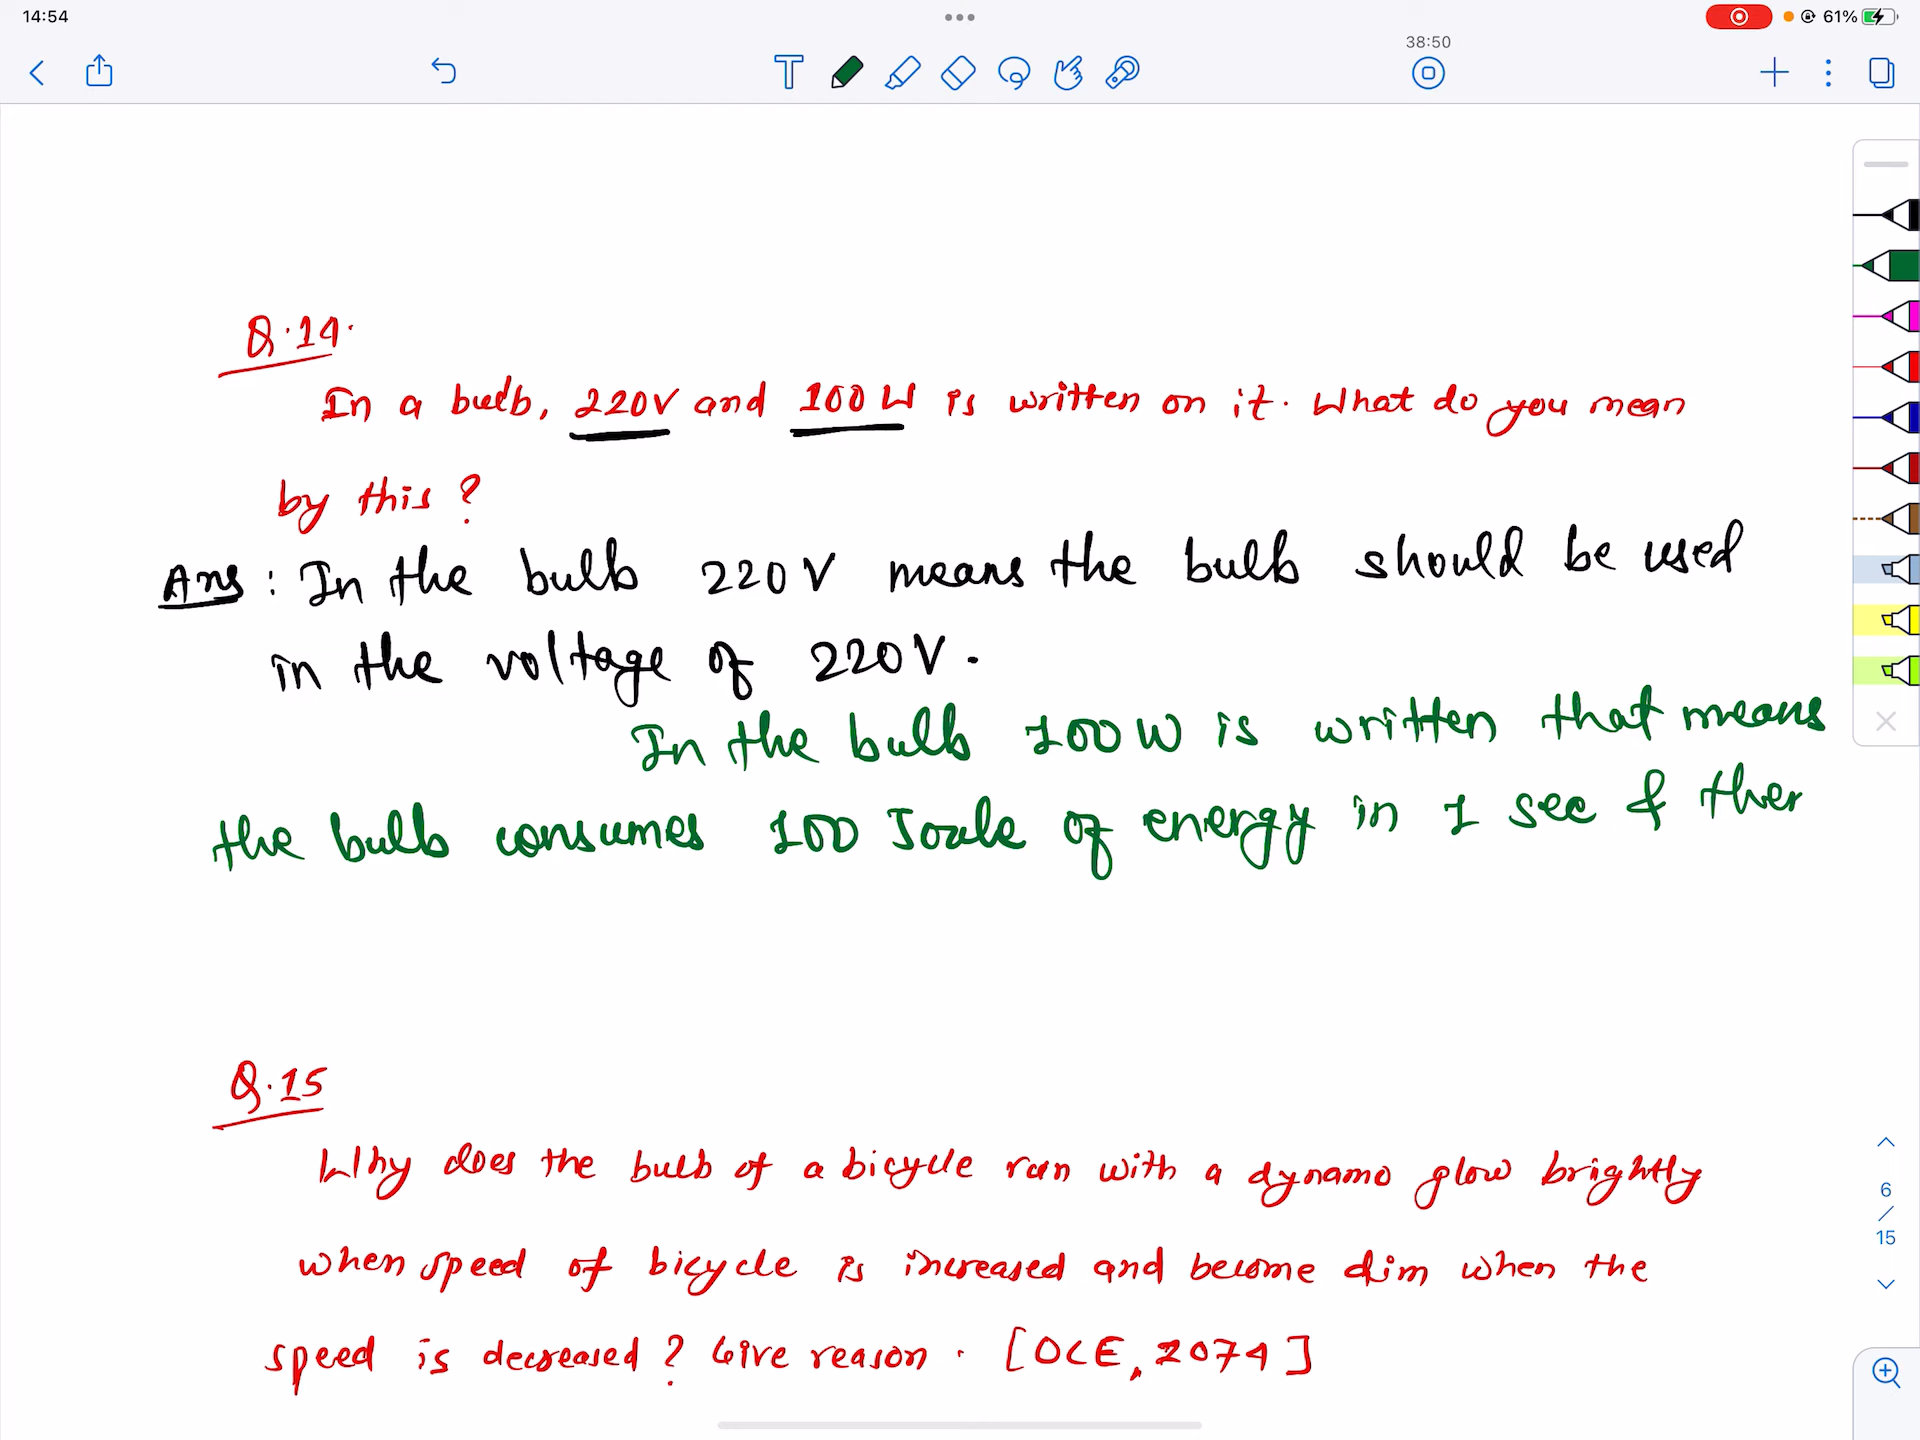 14:54
61%
38:50
Q.14.
In a bulb, 220V and 100W is written on it. What do you mean
by this?
Ans: In the bulb 220V means the bulb should be used
in the voltage of 220V.
In the bulb 100W is written that means
the bulb consumes 100 Joule of energy in 1 sec & ther
Q.15
Why does the bulb of a bicycle run with a dynamo glow brightly
when speed of bicycle is increased and become dim when the
speed is decreased? Give reason. [OLE, 2074]
6
/
15